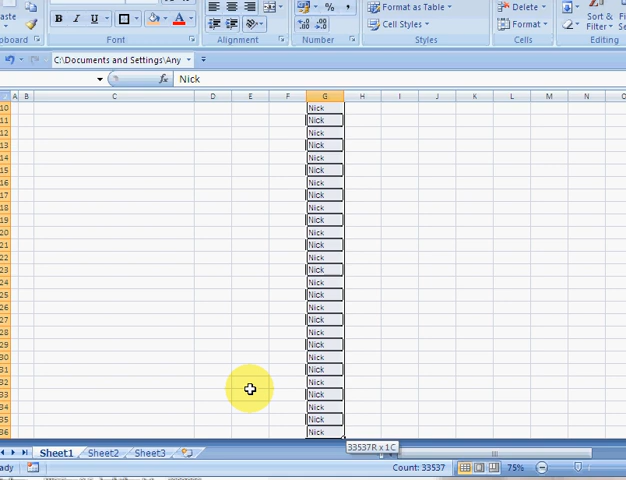 Format as Table
Delete
B I U
A
Cell Styles
Format
Sort &
Fi
pboard
Font
Alignment
Number
Styles
Cells
Editing
C:\Documents and Settings\Any
fx Nick
A B C D E F G H I J K L M N O
10 Nick
11 Nick
12 Nick
13 Nick
14 Nick
15 Nick
16 Nick
17 Nick
18 Nick
19 Nick
20 Nick
21 Nick
22 Nick
23 Nick
24 Nick
25 Nick
26 Nick
27 Nick
28 Nick
29 Nick
30 Nick
31 Nick
32 Nick
33 Nick
34 Nick
35 Nick
36 Nick
33537R x 1C
Sheet1 Sheet2 Sheet3
ady Count: 33537 75%